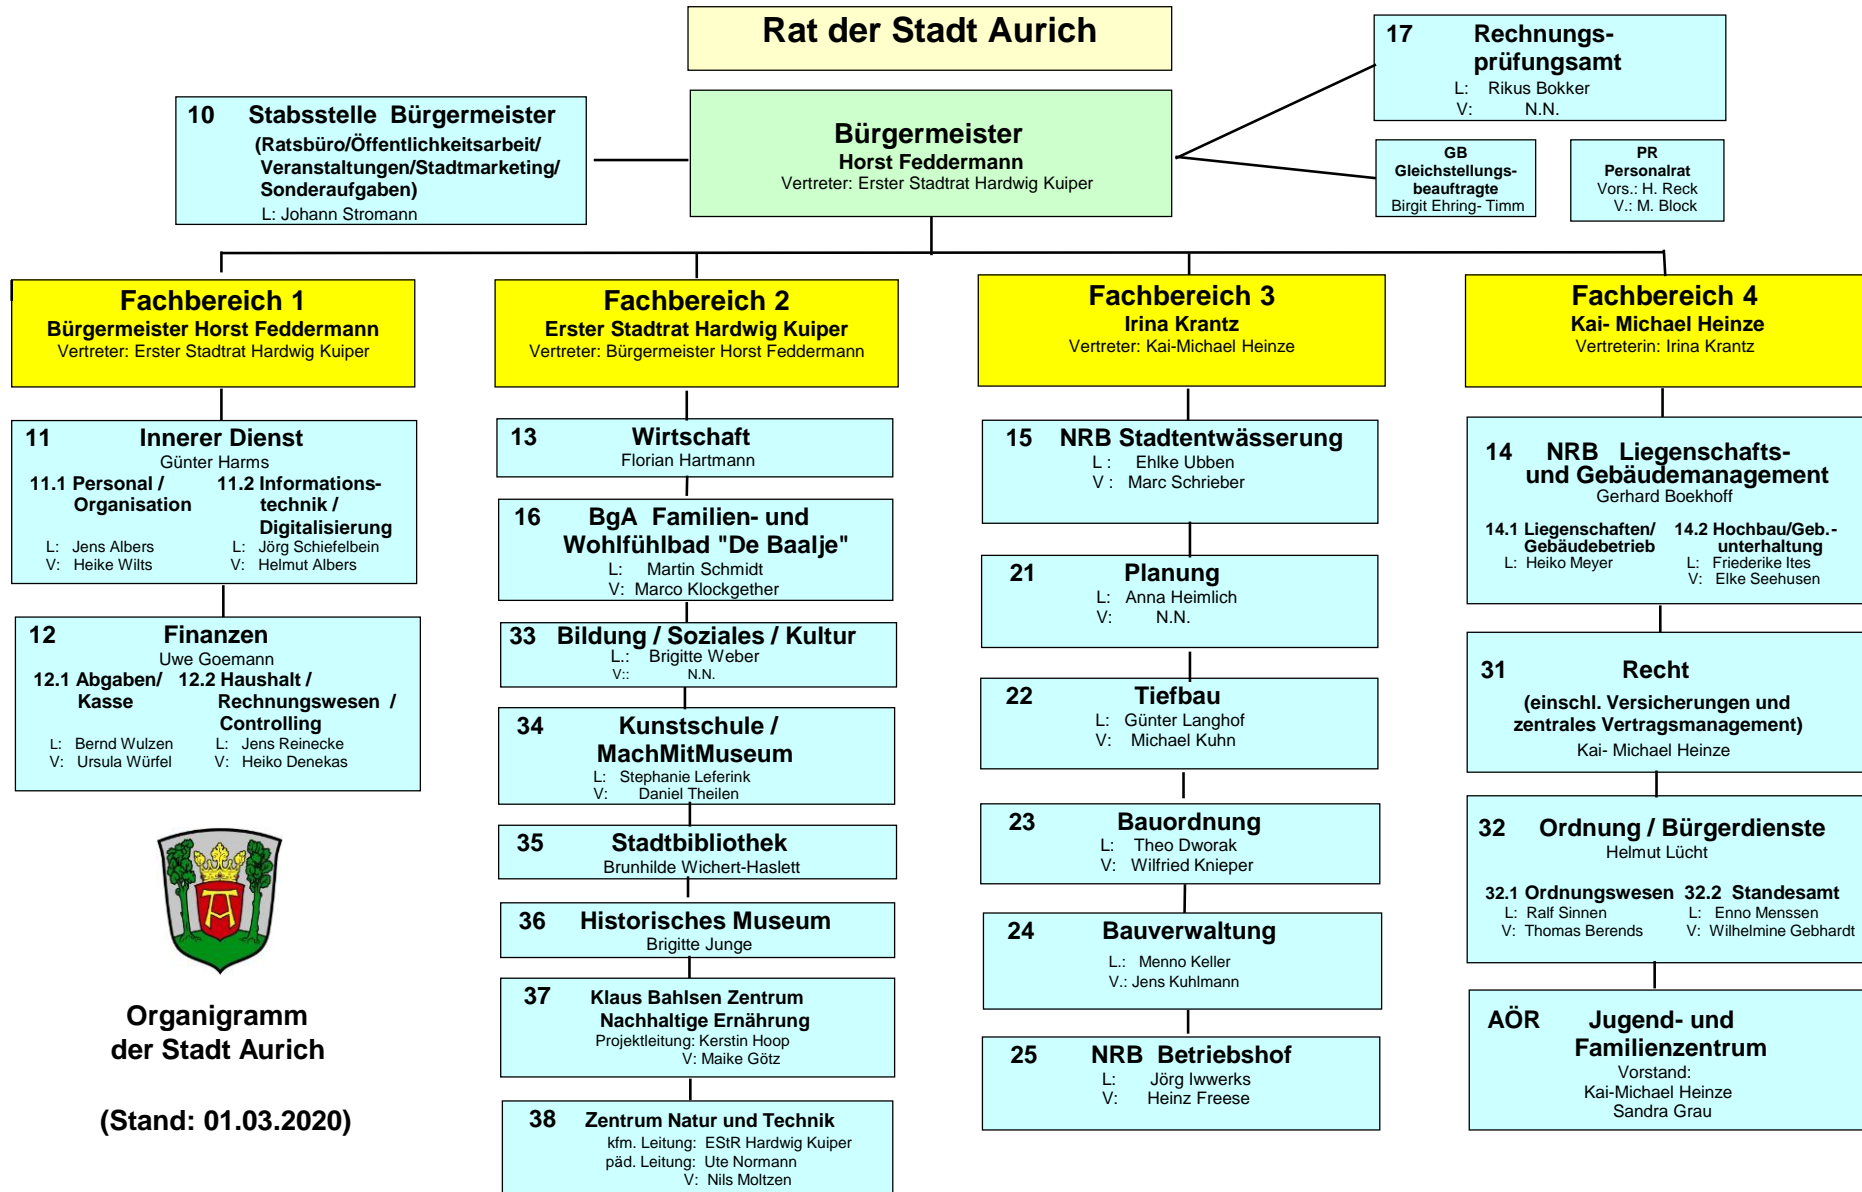 Rat der Stadt Aurich
17 Rechnungs-
prüfungsamt
L: Rikus Bokker
V: N.N.
10 Stabsstelle Bürgermeister
(Ratsbüro/Öffentlichkeitsarbeit/
Veranstaltungen/Stadtmarketing/
Sonderaufgaben)
L: Johann Stromann
Bürgermeister
Horst Feddermann
Vertreter: Erster Stadtrat Hardwig Kuiper
GB
Gleichstellungs-
beauftragte
Birgit Ehring- Timm
PR
Personalrat
Vors.: H. Reck
V.: M. Block
Fachbereich 1
Bürgermeister Horst Feddermann
Vertreter: Erster Stadtrat Hardwig Kuiper
Fachbereich 2
Erster Stadtrat Hardwig Kuiper
Vertreter: Bürgermeister Horst Feddermann
Fachbereich 3
Irina Krantz
Vertreter: Kai-Michael Heinze
Fachbereich 4
Kai- Michael Heinze
Vertreterin: Irina Krantz
11 Innerer Dienst
Günter Harms
11.1 Personal /
Organisation
L: Jens Albers
V: Heike Wilts
11.2 Informations-
technik /
Digitalisierung
L: Jörg Schiefelbein
V: Helmut Albers
12 Finanzen
Uwe Goemann
12.1 Abgaben/
Kasse
L: Bernd Wulzen
V: Ursula Würfel
12.2 Haushalt /
Rechnungswesen /
Controlling
L: Jens Reinecke
V: Heiko Denekas
13 Wirtschaft
Florian Hartmann
16 BgA Familien- und
Wohlfühlbad "De Baalje"
L: Martin Schmidt
V: Marco Klockgether
33 Bildung / Soziales / Kultur
L.: Brigitte Weber
V:: N.N.
34 Kunstschule /
MachMitMuseum
L: Stephanie Leferink
V: Daniel Theilen
35 Stadtbibliothek
Brunhilde Wichert-Haslett
36 Historisches Museum
Brigitte Junge
37 Klaus Bahlsen Zentrum
Nachhaltige Ernährung
Projektleitung: Kerstin Hoop
V: Maike Götz
38 Zentrum Natur und Technik
kfm. Leitung: EStR Hardwig Kuiper
päd. Leitung: Ute Normann
V: Nils Moltzen
15 NRB Stadtentwässerung
L : Ehlke Ubben
V : Marc Schrieber
21 Planung
L: Anna Heimlich
V: N.N.
22 Tiefbau
L: Günter Langhof
V: Michael Kuhn
23 Bauordnung
L: Theo Dworak
V: Wilfried Knieper
24 Bauverwaltung
L.: Menno Keller
V.: Jens Kuhlmann
25 NRB Betriebshof
L: Jörg Iwwerks
V: Heinz Freese
14 NRB Liegenschafts-
und Gebäudemanagement
Gerhard Boekhoff
14.1 Liegenschaften/
Gebäudebetrieb
L: Heiko Meyer
14.2 Hochbau/Geb.-
unterhaltung
L: Friederike Ites
V: Elke Seehusen
31 Recht
(einschl. Versicherungen und
zentrales Vertragsmanagement)
Kai- Michael Heinze
32 Ordnung / Bürgerdienste
Helmut Lücht
32.1 Ordnungswesen
L: Ralf Sinnen
V: Thomas Berends
32.2 Standesamt
L: Enno Menssen
V: Wilhelmine Gebhardt
AÖR Jugend- und
Familienzentrum
Vorstand:
Kai-Michael Heinze
Sandra Grau
Organigramm
der Stadt Aurich
(Stand: 01.03.2020)